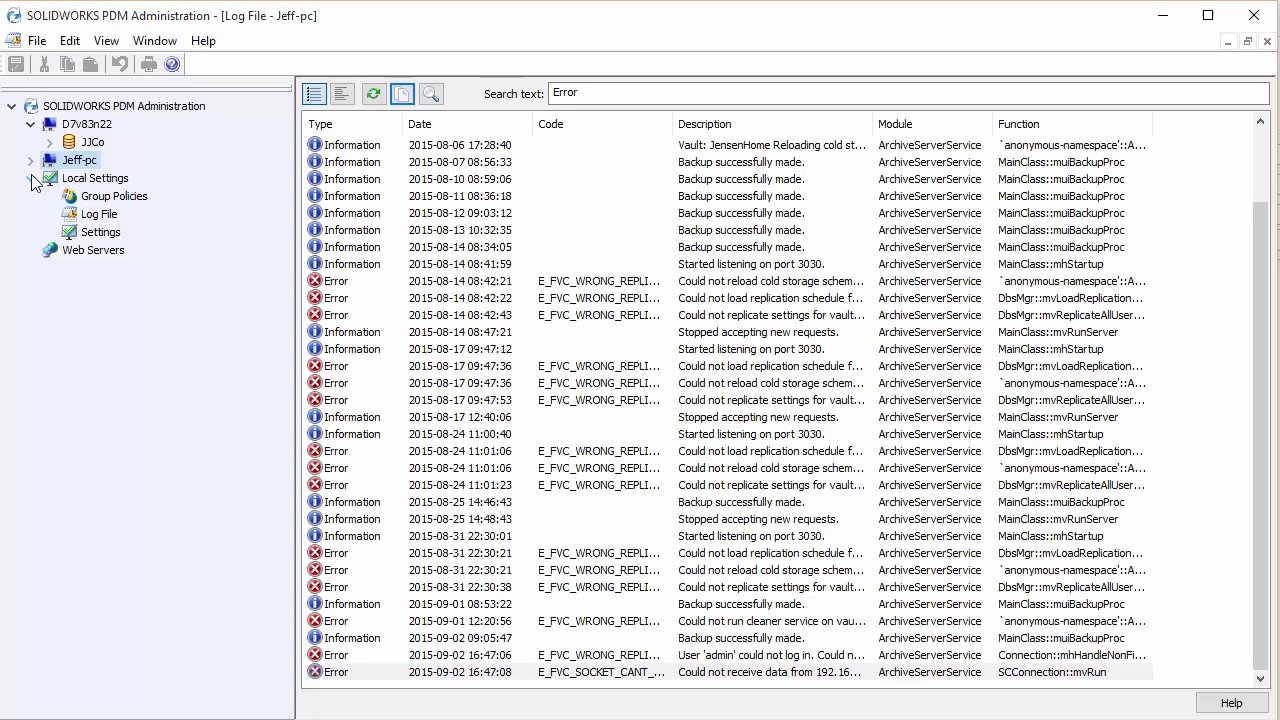 SOLIDWORKS PDM Administration - [Log File - Jeff-pc]
File Edit View Window Help
Search text: Error
SOLIDWORKS PDM Administration
D7v83n22
JJCo
Jeff-pc
Local Settings
Group Policies
Log File
Settings
Web Servers
Type Date Code Description Module Function
Information 2015-08-06 17:28:40 Vault: JensenHome Reloading cold st... ArchiveServerService `anonymous-namespace'::A...
Information 2015-08-07 08:56:33 Backup successfully made. ArchiveServerService MainClass::muiBackupProc
Information 2015-08-10 08:59:06 Backup successfully made. ArchiveServerService MainClass::muiBackupProc
Information 2015-08-11 08:36:18 Backup successfully made. ArchiveServerService MainClass::muiBackupProc
Information 2015-08-12 09:03:12 Backup successfully made. ArchiveServerService MainClass::muiBackupProc
Information 2015-08-13 10:32:35 Backup successfully made. ArchiveServerService MainClass::muiBackupProc
Information 2015-08-14 08:34:05 Backup successfully made. ArchiveServerService MainClass::muiBackupProc
Information 2015-08-14 08:41:59 Started listening on port 3030. ArchiveServerService MainClass::mhStartup
Error 2015-08-14 08:42:21 E_FVC_WRONG_REPLI... Could not reload cold storage schem... ArchiveServerService `anonymous-namespace'::A...
Error 2015-08-14 08:42:22 E_FVC_WRONG_REPLI... Could not load replication schedule f... ArchiveServerService DbsMgr::mvLoadReplication...
Error 2015-08-14 08:42:43 E_FVC_WRONG_REPLI... Could not replicate settings for vault... ArchiveServerService DbsMgr::mvReplicateAllUser...
Information 2015-08-14 08:47:21 Stopped accepting new requests. ArchiveServerService MainClass::mvRunServer
Information 2015-08-17 09:47:12 Started listening on port 3030. ArchiveServerService MainClass::mhStartup
Error 2015-08-17 09:47:36 E_FVC_WRONG_REPLI... Could not load replication schedule f... ArchiveServerService DbsMgr::mvLoadReplication...
Error 2015-08-17 09:47:36 E_FVC_WRONG_REPLI... Could not reload cold storage schem... ArchiveServerService `anonymous-namespace'::A...
Error 2015-08-17 09:47:53 E_FVC_WRONG_REPLI... Could not replicate settings for vault... ArchiveServerService DbsMgr::mvReplicateAllUser...
Information 2015-08-17 12:40:06 Stopped accepting new requests. ArchiveServerService MainClass::mvRunServer
Information 2015-08-24 11:00:40 Started listening on port 3030. ArchiveServerService MainClass::mhStartup
Error 2015-08-24 11:01:06 E_FVC_WRONG_REPLI... Could not load replication schedule f... ArchiveServerService DbsMgr::mvLoadReplication...
Error 2015-08-24 11:01:06 E_FVC_WRONG_REPLI... Could not reload cold storage schem... ArchiveServerService `anonymous-namespace'::A...
Error 2015-08-24 11:01:23 E_FVC_WRONG_REPLI... Could not replicate settings for vault... ArchiveServerService DbsMgr::mvReplicateAllUser...
Information 2015-08-25 14:46:43 Backup successfully made. ArchiveServerService MainClass::muiBackupProc
Information 2015-08-25 14:48:43 Stopped accepting new requests. ArchiveServerService MainClass::mvRunServer
Information 2015-08-31 22:30:01 Started listening on port 3030. ArchiveServerService MainClass::mhStartup
Error 2015-08-31 22:30:21 E_FVC_WRONG_REPLI... Could not load replication schedule f... ArchiveServerService DbsMgr::mvLoadReplication...
Error 2015-08-31 22:30:21 E_FVC_WRONG_REPLI... Could not reload cold storage schem... ArchiveServerService `anonymous-namespace'::A...
Error 2015-08-31 22:30:38 E_FVC_WRONG_REPLI... Could not replicate settings for vault... ArchiveServerService DbsMgr::mvReplicateAllUser...
Information 2015-09-01 08:53:22 Backup successfully made. ArchiveServerService MainClass::muiBackupProc
Error 2015-09-01 12:20:56 E_FVC_WRONG_REPLI... Could not run cleaner service on vau... ArchiveServerService `anonymous-namespace'::A...
Information 2015-09-02 09:05:47 Backup successfully made. ArchiveServerService MainClass::muiBackupProc
Error 2015-09-02 16:47:06 E_FVC_WRONG_REPLI... User 'admin' could not log in. Could n... ArchiveServerService Connection::mhHandleNonFi...
Error 2015-09-02 16:47:08 E_FVC_SOCKET_CANT_... Could not receive data from 192.16... ArchiveServerService SCConnection::mvRun
Help